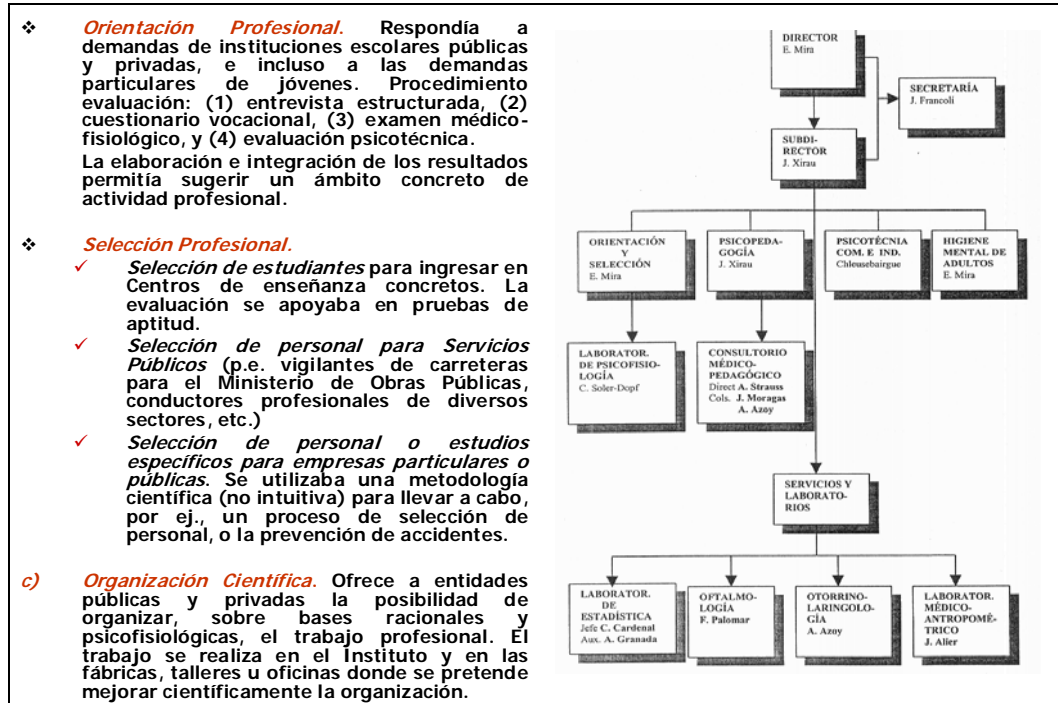 ❖ Orientación Profesional. Respondía a
demandas de instituciones escolares públicas
y privadas, e incluso a las demandas
particulares de jóvenes. Procedimiento
evaluación: (1) entrevista estructurada, (2)
cuestionario vocacional, (3) examen médico-
fisiológico, y (4) evaluación psicotécnica.
La elaboración e integración de los resultados
permitía sugerir un ámbito concreto de
actividad profesional.
❖ Selección Profesional.
✓ Selección de estudiantes para ingresar en
Centros de enseñanza concretos. La
evaluación se apoyaba en pruebas de
aptitud.
✓ Selección de personal para Servicios
Públicos (p.e. vigilantes de carreteras
para el Ministerio de Obras Públicas,
conductores profesionales de diversos
sectores, etc.)
✓ Selección de personal o estudios
específicos para empresas particulares o
públicas. Se utilizaba una metodología
científica (no intuitiva) para llevar a cabo,
por ej., un proceso de selección de
personal, o la prevención de accidentes.
c) Organización Científica. Ofrece a entidades
públicas y privadas la posibilidad de
organizar, sobre bases racionales y
psicofisiológicas, el trabajo profesional. El
trabajo se realiza en el Instituto y en las
fábricas, talleres u oficinas donde se pretende
mejorar científicamente la organización.
DIRECTOR
E. Mira
SECRETARÍA
J. Francoli
SUBDI-
RECTOR
J. Xirau
ORIENTACIÓN
Y
SELECCIÓN
E. Mira
PSICOPEDA-
GOGÍA
J. Xirau
PSICOTÉCNIA
COM. E IND.
Chleusebairgue
HIGIENE
MENTAL DE
ADULTOS
E. Mira
LABORATOR.
DE PSICOFISIO-
LOGÍA
C. Soler-Dopf
CONSULTORIO
MÉDICO-
PEDAGÓGICO
Direct A. Strauss
Cols. J. Moragas
A. Azoy
SERVICIOS Y
LABORATO-
RIOS
LABORATOR.
DE
ESTADÍSTICA
Jefe C. Cardenal
Aux. A. Granada
OFTALMO-
LOGÍA
F. Palomar
OTORRINO-
LARINGOLO-
GÍA
A. Azoy
LABORATOR.
MÉDICO-
ANTROPOMÉ-
TRICO
J. Alier